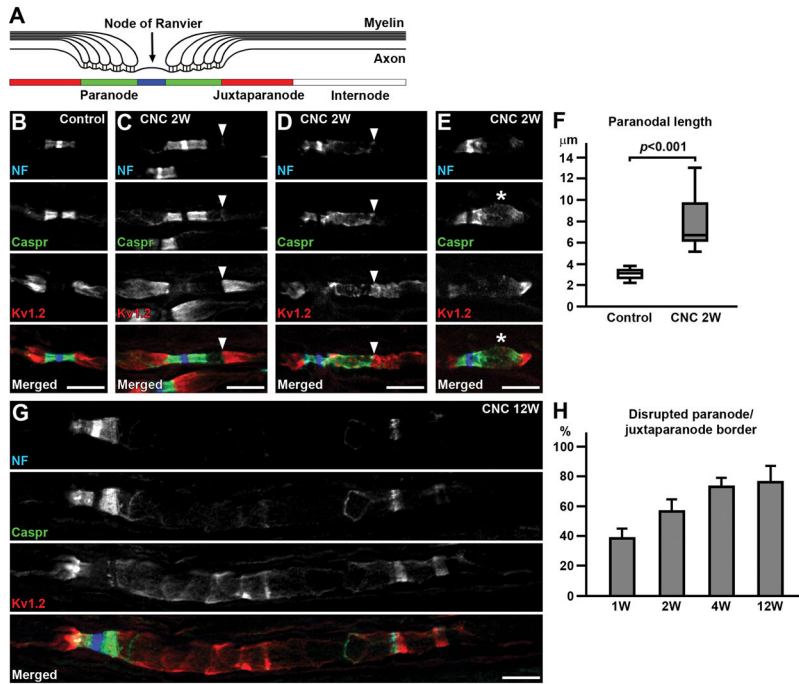 A
Node of Ranvier
Myelin
Axon
Paranode
Juxtaparanode
Internode
B
Control
NF
Caspr
Kv1.2
Merged
C
CNC 2W
NF
Caspr
Kv1.2
Merged
D
CNC 2W
NF
Caspr
Kv1.2
Merged
E
CNC 2W
NF
*
Caspr
Kv1.2
*
Merged
F
Paranodal length
µm
p<0.001
14
12
10
8
6
4
2
0
Control
CNC 2W
G
CNC 12W
NF
Caspr
Kv1.2
Merged
H
Disrupted paranode/
juxtaparanode border
%
100
80
60
40
20
0
1W
2W
4W
12W